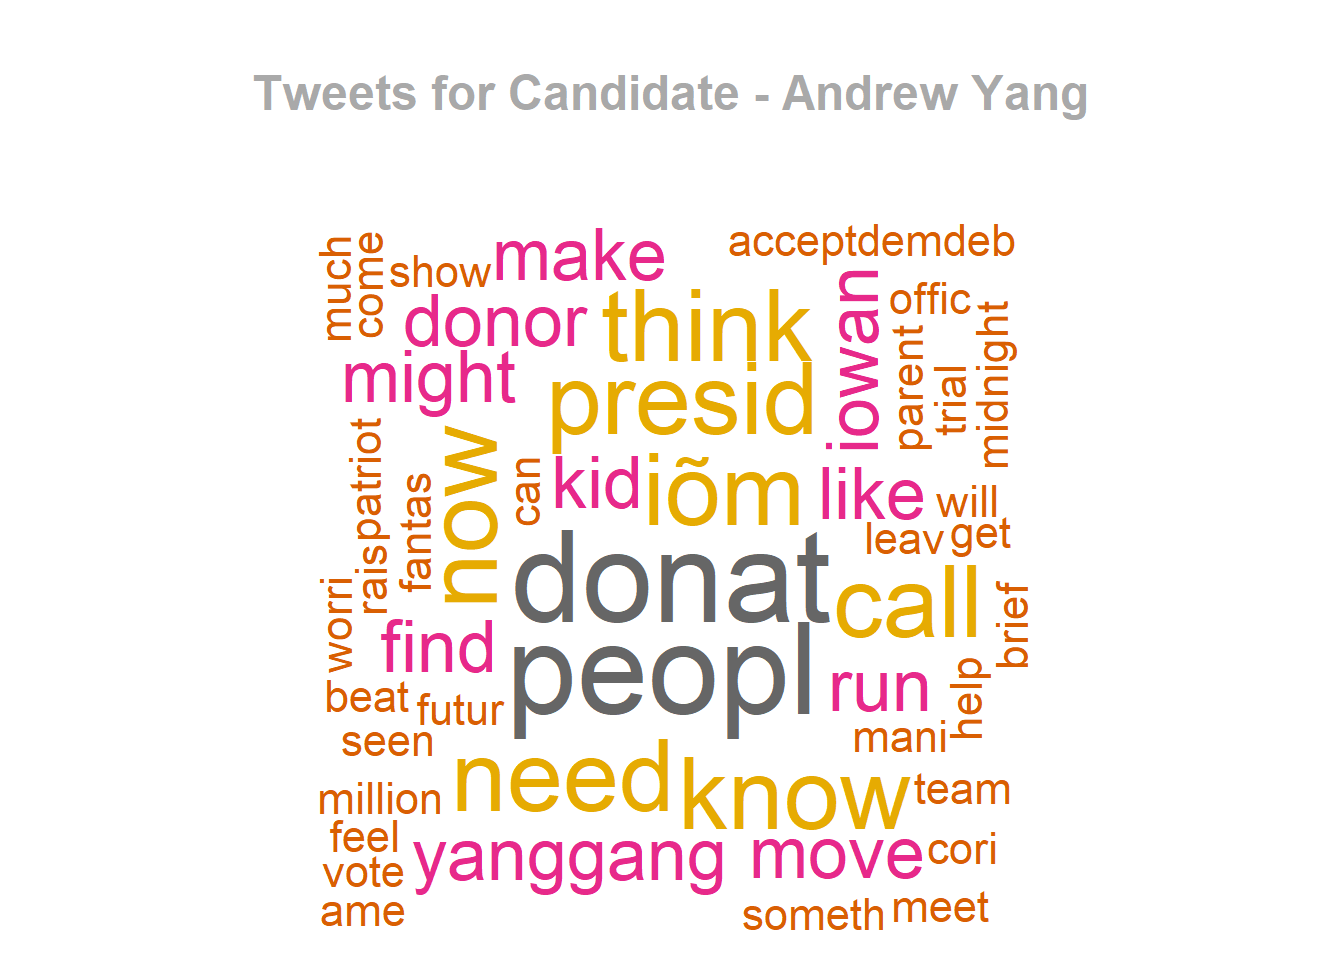 Tweets for Candidate - Andrew Yang
much
come
show
make
acceptdemdeb
donor
think
iowan
offic
might
presid
parent
trial
midnight
raispatriot
fantas
now
can
kid
iõm
like
will
leav
get
donat
call
worri
find
peopl
run
brief
help
beat
futur
seen
mani
million
need
know
team
feel
yanggang
move
cori
vote
ame
someth
meet